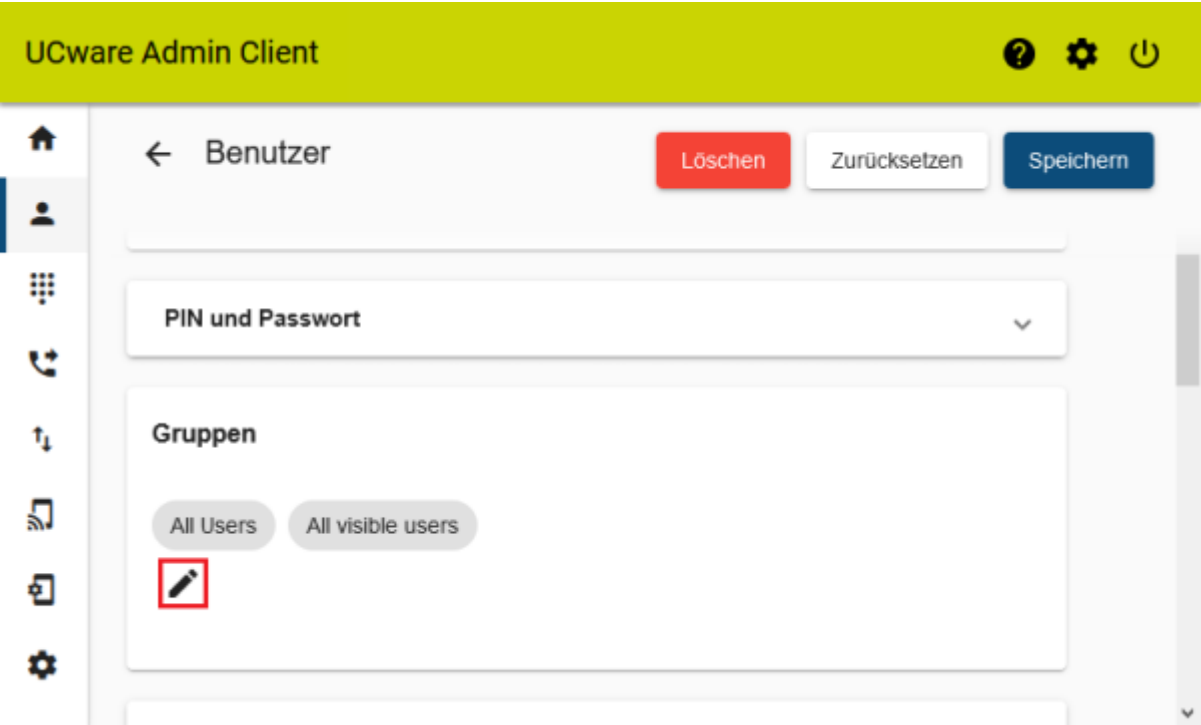 UCware Admin Client
Benutzer
Löschen
Zurücksetzen
Speichern
PIN und Passwort
Gruppen
All Users
All visible users